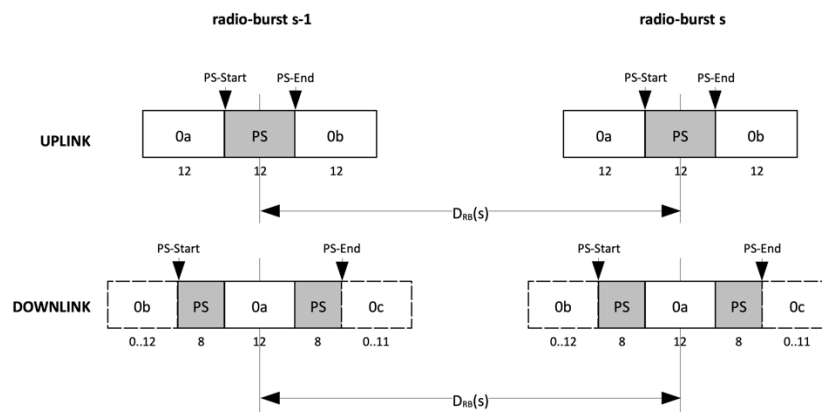 radio-burst s-1 radio-burst s
PS-Start PS-End PS-Start PS-End
UPLINK 0a PS 0b 0a PS 0b
12 12 12 12 12 12
D_RB(s)
PS-Start PS-End PS-Start PS-End
DOWNLINK 0b PS 0a PS 0c 0b PS 0a PS 0c
0..12 8 12 8 0..11 0..12 8 12 8 0..11
D_RB(s)